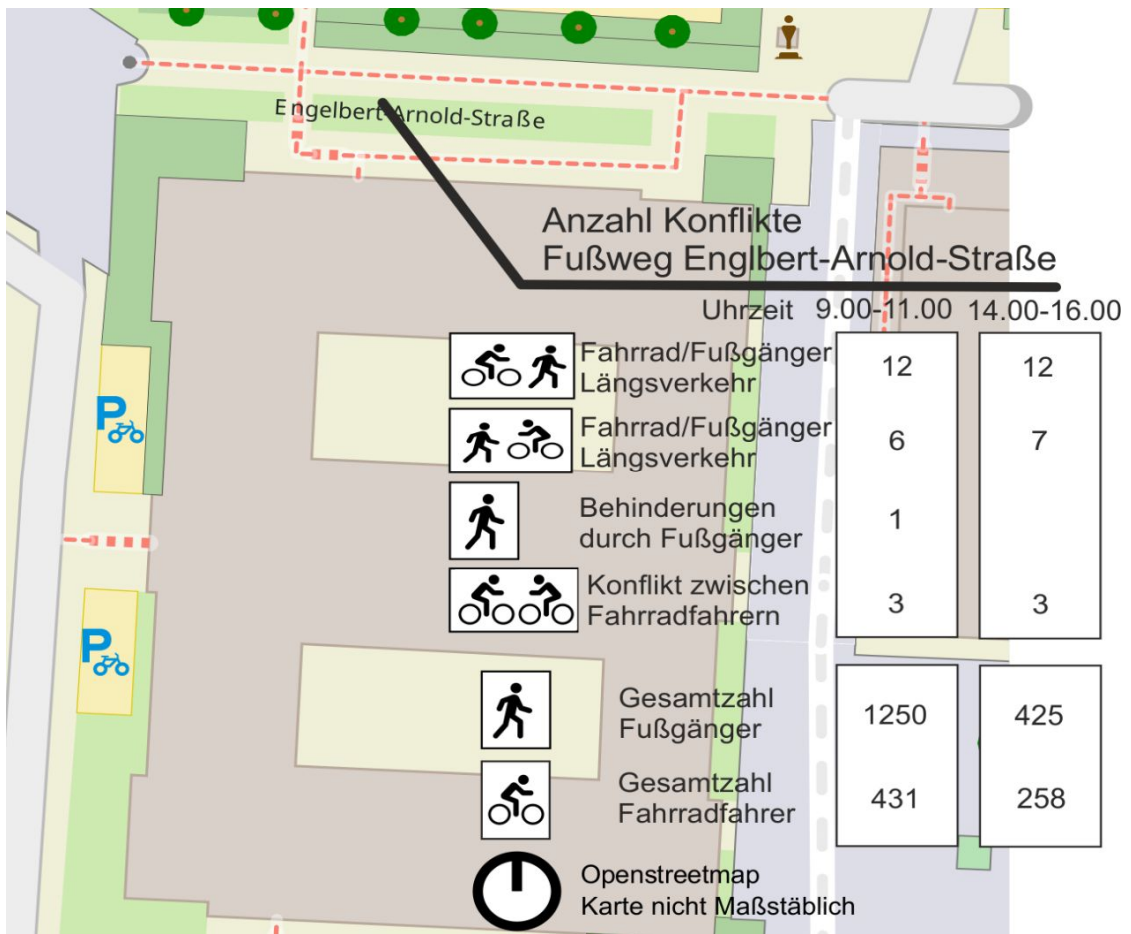 Engelbert-Arnold-Straße
Anzahl Konflikte
Fußweg Englbert-Arnold-Straße
Uhrzeit 9.00-11.00 14.00-16.00
Fahrrad/Fußgänger
Längsverkehr
12 12
Fahrrad/Fußgänger
Längsverkehr
6 7
Behinderungen
durch Fußgänger
1
Konflikt zwischen
Fahrradfahrern
3 3
Gesamtzahl
Fußgänger
1250 425
Gesamtzahl
Fahrradfahrer
431 258
P
P
Openstreetmap
Karte nicht Maßstäblich